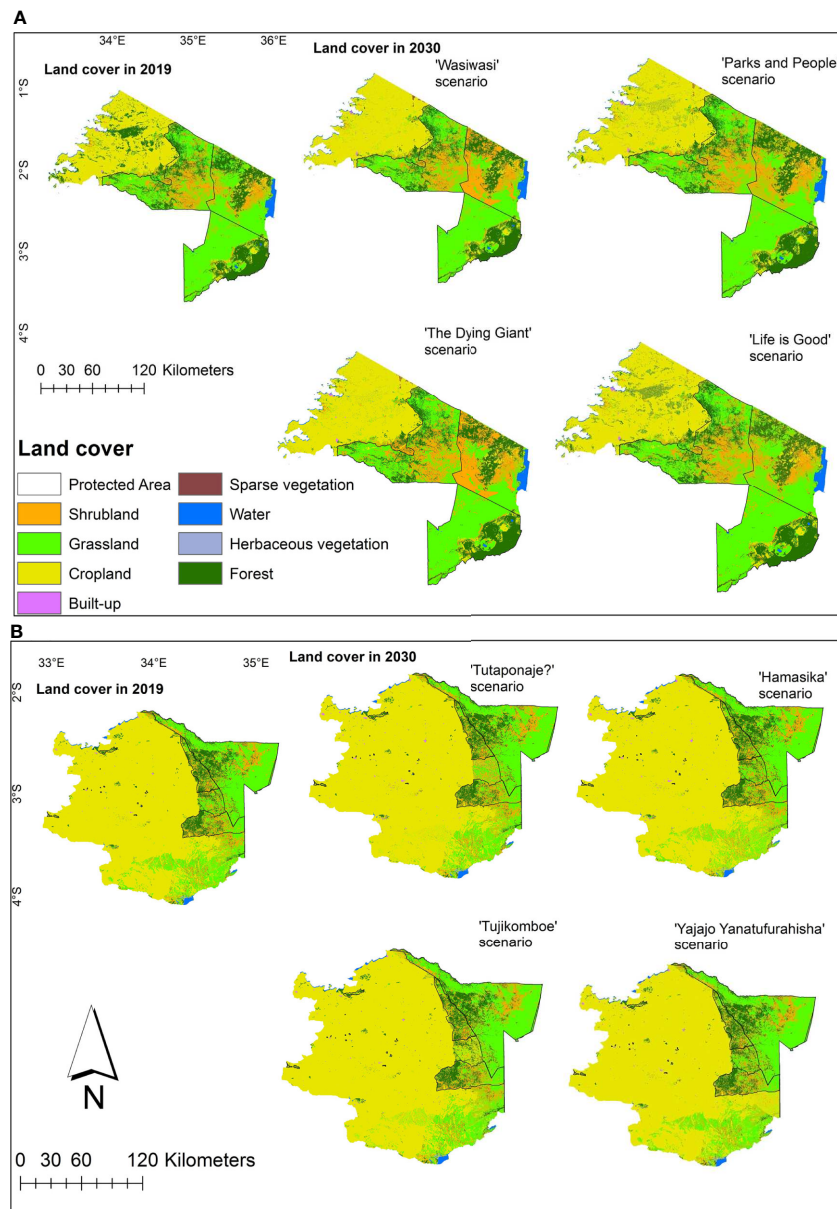 A
34°E 35°E 36°E
Land cover in 2019
Land cover in 2030
'Wasiwasi'
scenario
'Parks and People'
scenario
1°S
2°S
3°S
4°S
'The Dying Giant'
scenario
'Life is Good'
scenario
0 30 60 120 Kilometers
Land cover
Protected Area
Shrubland
Grassland
Cropland
Built-up
Sparse vegetation
Water
Herbaceous vegetation
Forest
B
33°E 34°E 35°E
Land cover in 2019
Land cover in 2030
'Tutaponaje?'
scenario
'Hamasika'
scenario
2°S
3°S
4°S
'Tujikomboe'
scenario
'Yajajo Yanatufurahisha'
scenario
N
0 30 60 120 Kilometers